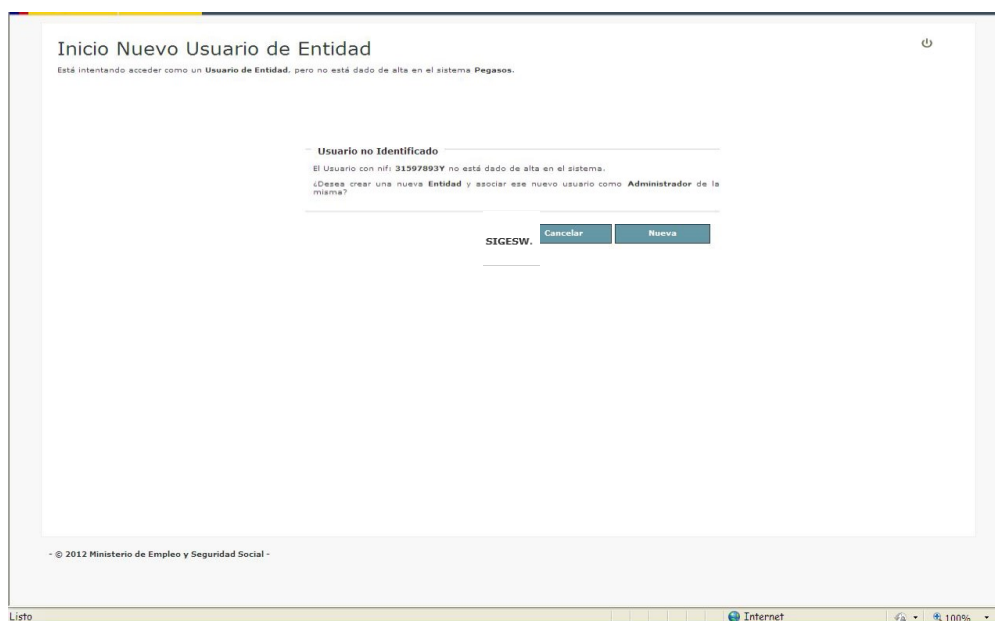 Inicio Nuevo Usuario de Entidad
Está intentando acceder como un Usuario de Entidad, pero no está dado de alta en el sistema Pegasos.
Usuario no Identificado
El Usuario con nif: 31597893Y no está dado de alta en el sistema.
¿Desea crear una nueva Entidad y asociar ese nuevo usuario como Administrador de la
misma?
SIGESW.
Cancelar Nueva
- © 2012 Ministerio de Empleo y Seguridad Social -
Listo Internet 100%